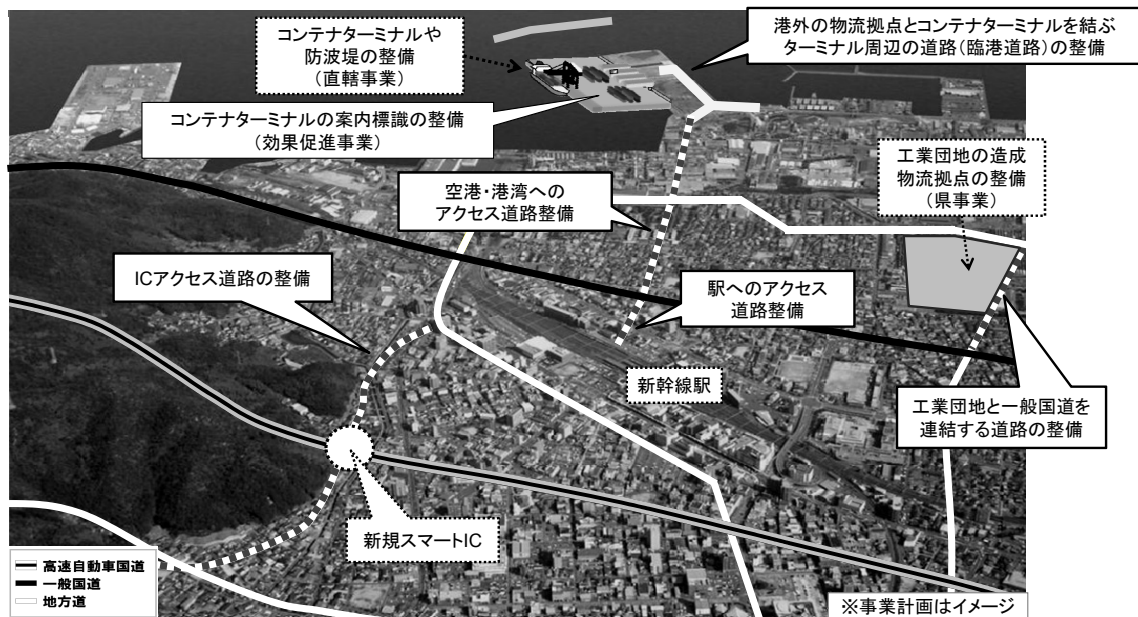 コンテナターミナルや
防波堤の整備
(直轄事業)
港外の物流拠点とコンテナターミナルを結ぶ
ターミナル周辺の道路(臨港道路)の整備
コンテナターミナルの案内標識の整備
(効果促進事業)
工業団地の造成
物流拠点の整備
(県事業)
空港・港湾への
アクセス道路整備
ICアクセス道路の整備
駅へのアクセス
道路整備
新幹線駅
工業団地と一般国道を
連結する道路の整備
新規スマートIC
高速自動車国道
一般国道
地方道
※事業計画はイメージ